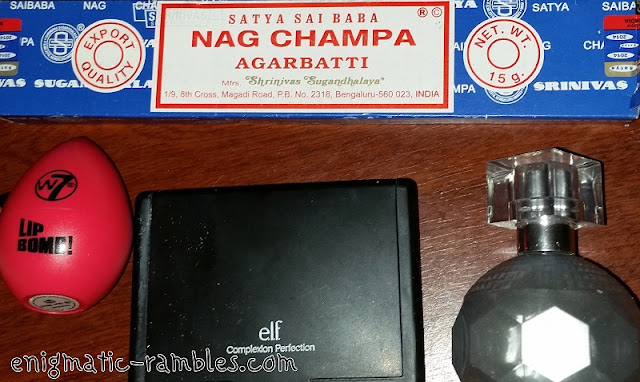 SATYA SAI BABA
NAG CHAMPA
AGARBATTI
Mfrs. Shrinivas Sugandhalaya®
1/9, 8th Cross, Magadi Road, P.B. No. 2318, Bengaluru-560 023, INDIA
®©
EXPORT QUALITY
NET. WT.
15 g.
SATYA
SAIBABA
NAG
CHAMPA
SRINIVAS
W7
LIP
BOMB!
e.l.f.
Complexion Perfection
enigmatic-rambles.com